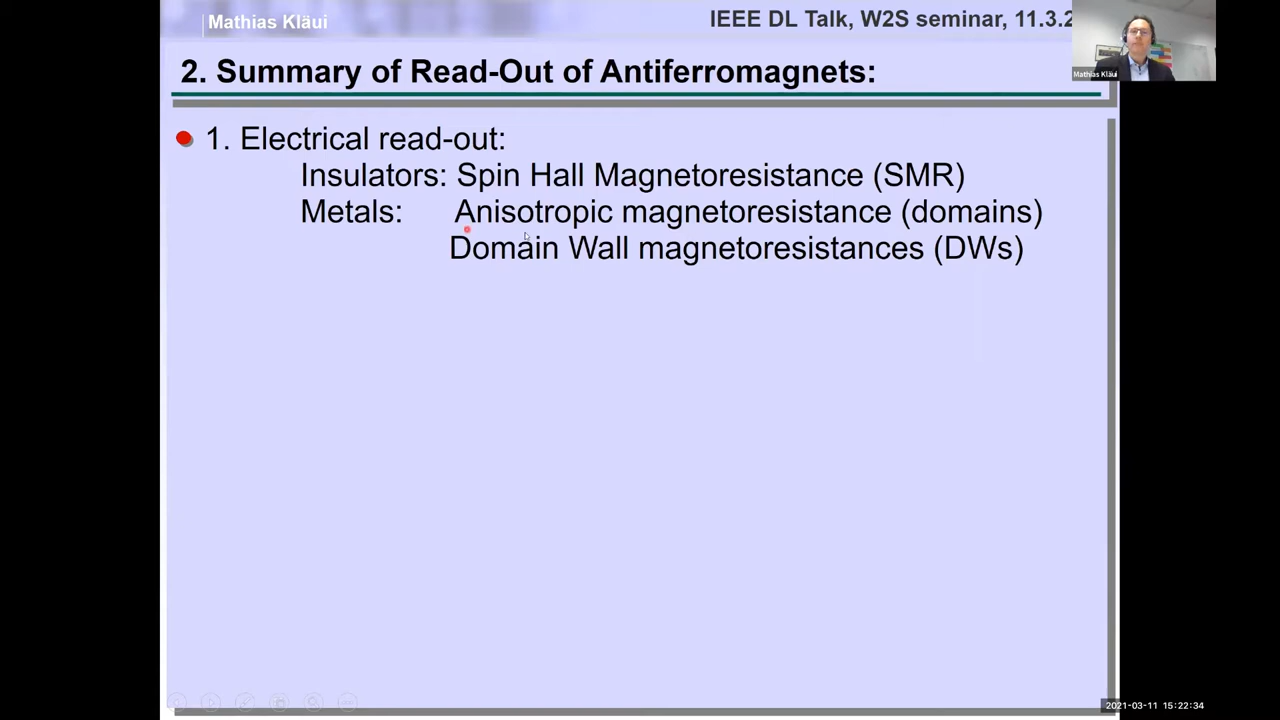 Mathias Kläui
IEEE DL Talk, W2S seminar, 11.3.2
Mathias Kläui
2. Summary of Read-Out of Antiferromagnets:
1. Electrical read-out:
Insulators: Spin Hall Magnetoresistance (SMR)
Metals: Anisotropic magnetoresistance (domains)
Domain Wall magnetoresistances (DWs)
2021-03-11 15:22:34